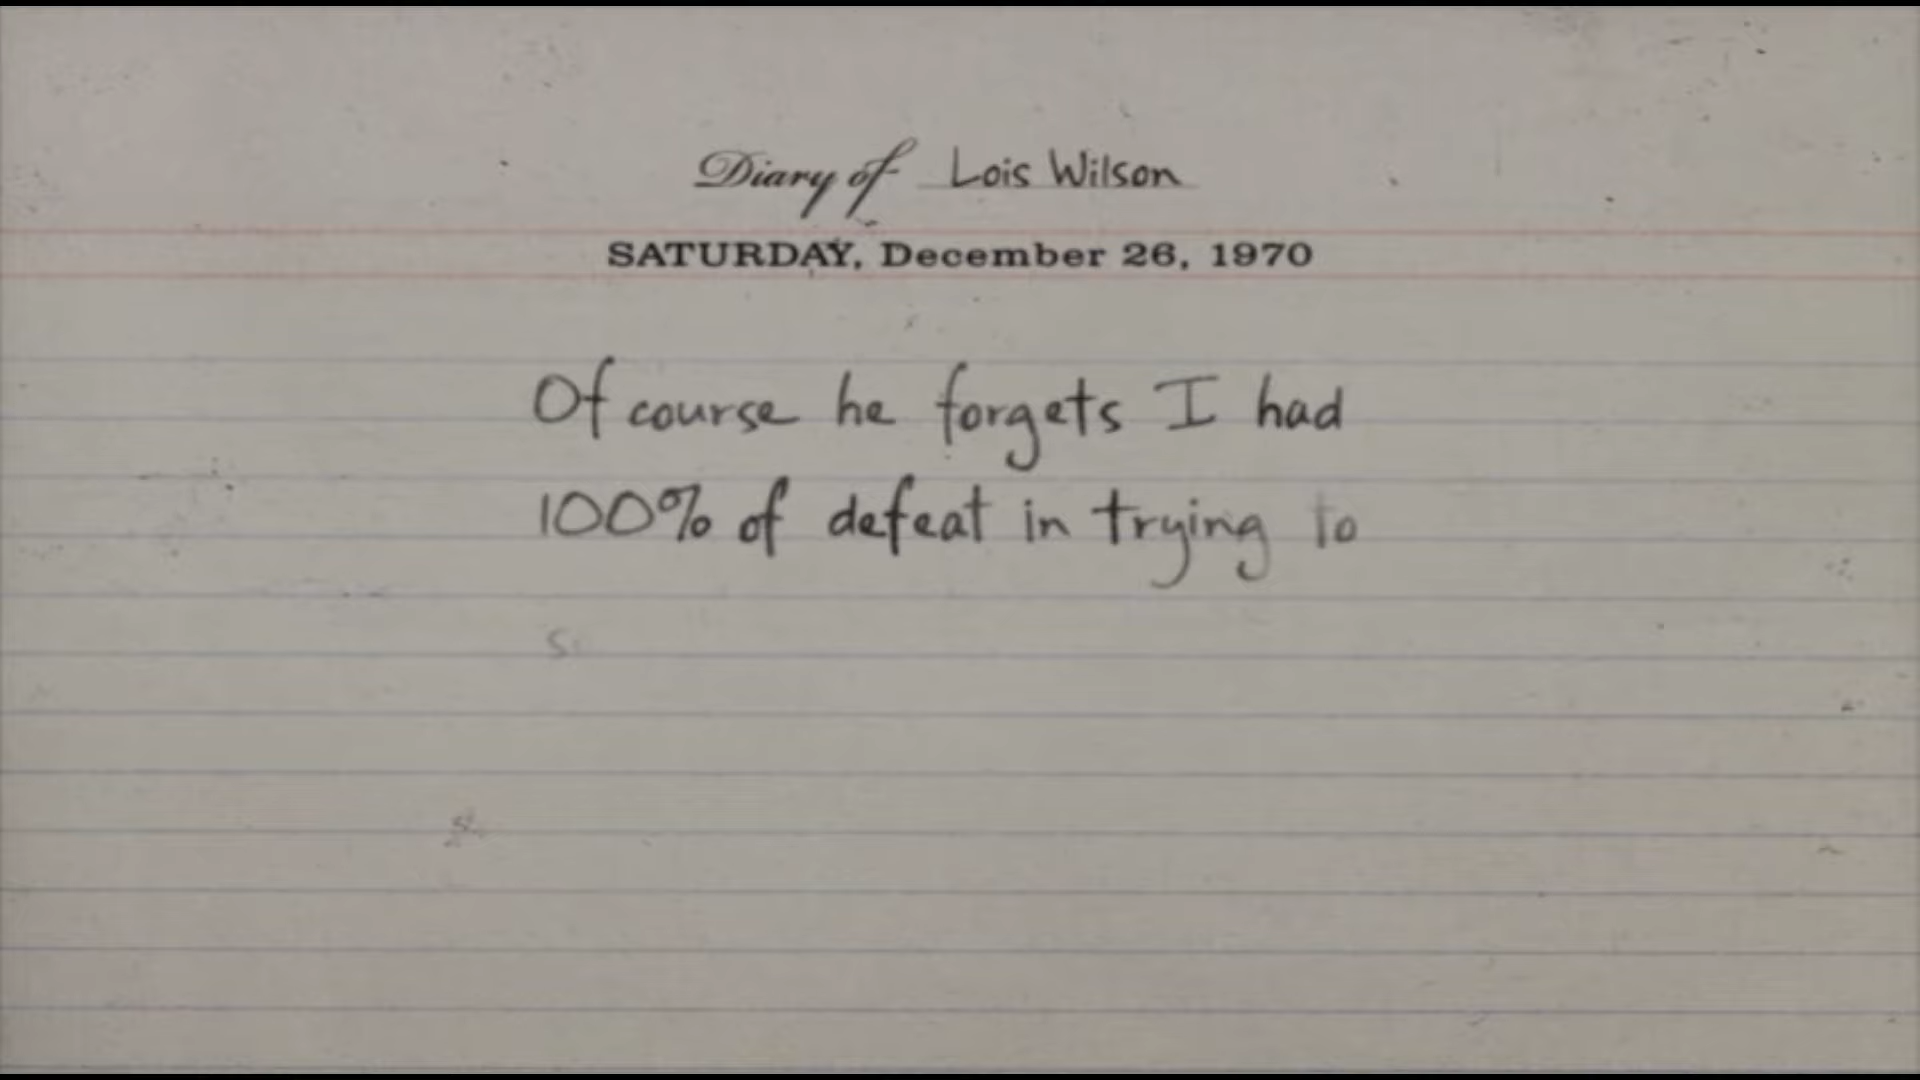 Diary of Lois Wilson
SATURDAY, December 26, 1970
Of course he forgets I had
100% of defeat in trying to